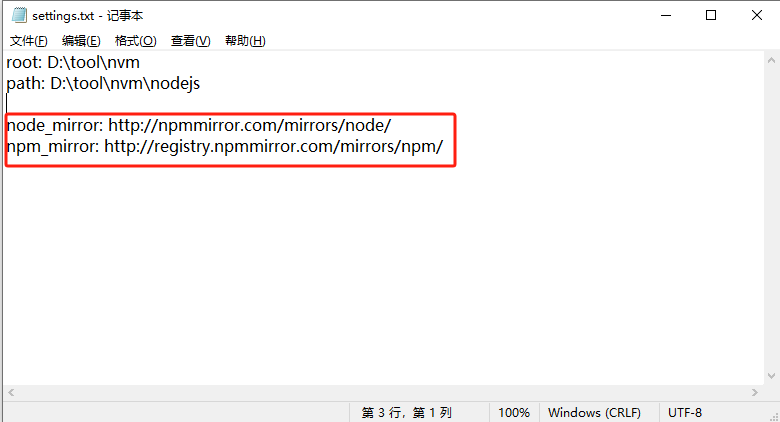 settings.txt - 记事本
文件(F) 编辑(E) 格式(O) 查看(V) 帮助(H)
root: D:\tool\nvm
path: D:\tool\nvm\nodejs
node_mirror: http://npmmirror.com/mirrors/node/
npm_mirror: http://registry.npmmirror.com/mirrors/npm/
第 3 行，第 1 列 100% Windows (CRLF) UTF-8